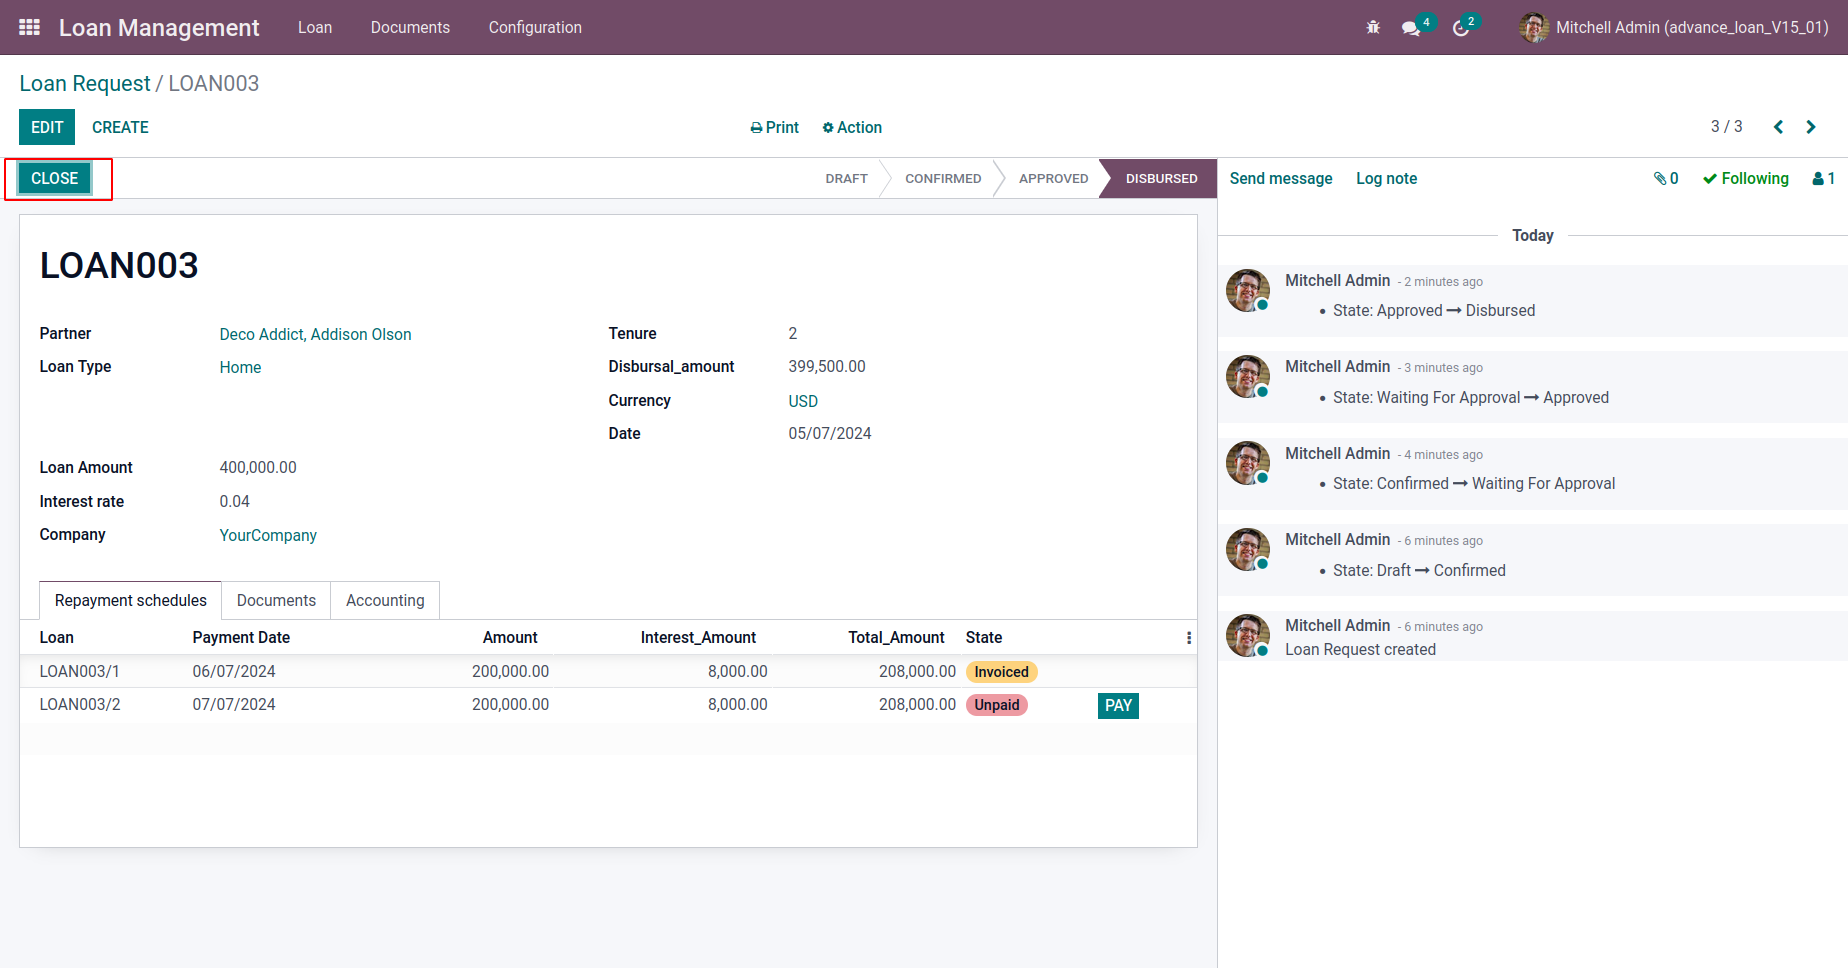 Loan Management Loan Documents Configuration 4 2 Mitchell Admin (advance_loan_V15_01)
Loan Request / LOAN003
EDIT CREATE Print Action 3 / 3
CLOSE DRAFT CONFIRMED APPROVED DISBURSED Send message Log note 0 Following 1
LOAN003
Partner Deco Addict, Addison Olson Tenure 2
Loan Type Home Disbursal_amount 399,500.00
Currency USD
Date 05/07/2024
Loan Amount 400,000.00
Interest rate 0.04
Company YourCompany
Repayment schedules Documents Accounting
Loan Payment Date Amount Interest_Amount Total_Amount State
LOAN003/1 06/07/2024 200,000.00 8,000.00 208,000.00 Invoiced
LOAN003/2 07/07/2024 200,000.00 8,000.00 208,000.00 Unpaid PAY
Today
Mitchell Admin - 2 minutes ago
• State: Approved → Disbursed
Mitchell Admin - 3 minutes ago
• State: Waiting For Approval → Approved
Mitchell Admin - 4 minutes ago
• State: Confirmed → Waiting For Approval
Mitchell Admin - 6 minutes ago
• State: Draft → Confirmed
Mitchell Admin - 6 minutes ago
Loan Request created